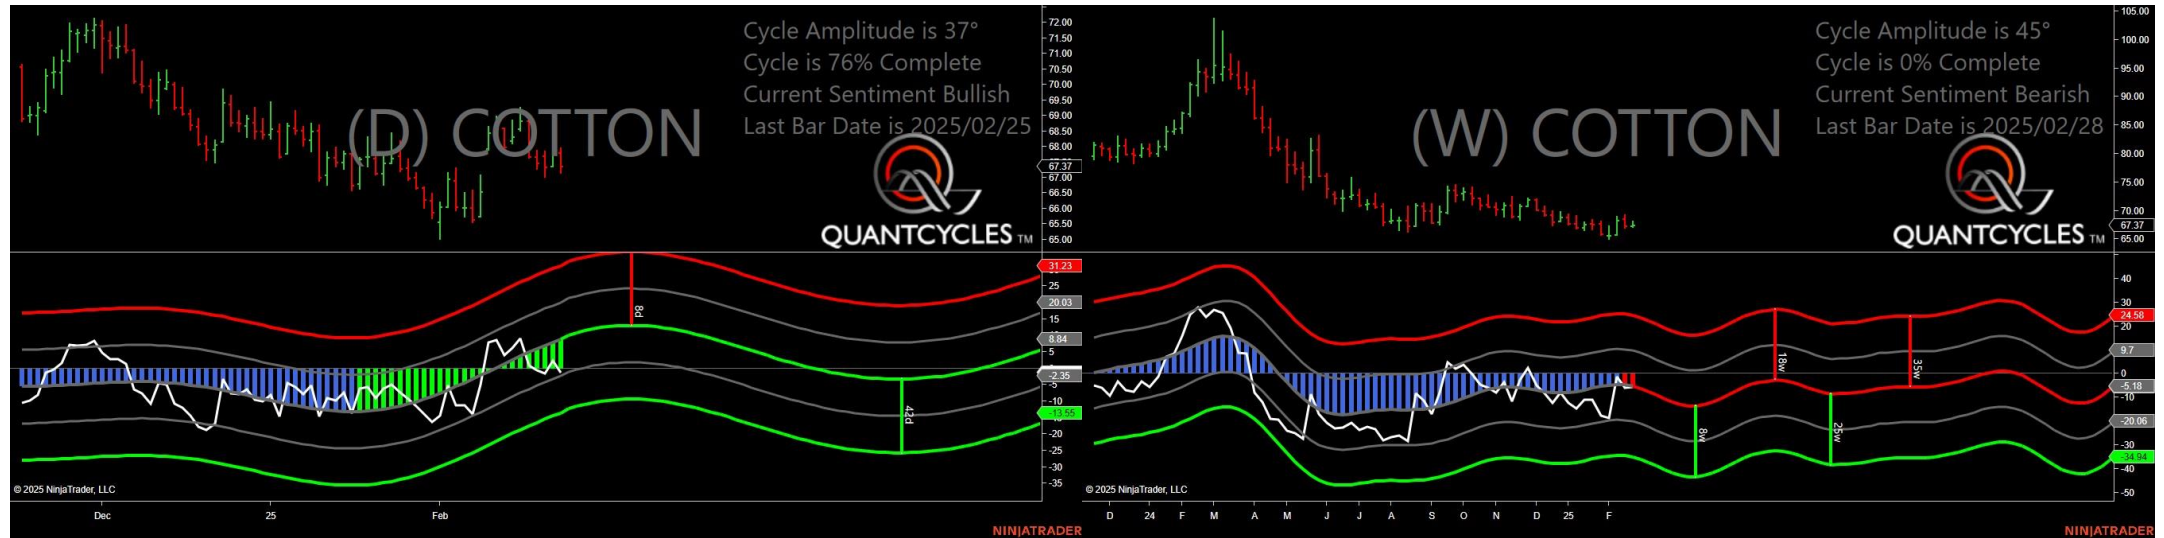 Cycle Amplitude is 37°
Cycle is 76% Complete
Current Sentiment Bullish
Last Bar Date is 2025/02/25
(D) COTTON
QUANTCYCLES TM
72.00
71.50
71.00
70.50
70.00
69.50
69.00
68.50
68.00
67.37
67.00
66.50
66.00
65.50
65.00
31.23
25
20.03
15
8.84
5
-2.35
-5
-10
-13.55
-20
-25
-30
-35
8d
42d
© 2025 NinjaTrader, LLC
Dec
25
Feb
NINJATRADER
Cycle Amplitude is 45°
Cycle is 0% Complete
Current Sentiment Bearish
Last Bar Date is 2025/02/28
(W) COTTON
QUANTCYCLES TM
105.00
100.00
95.00
90.00
85.00
80.00
75.00
70.00
67.37
65.00
40
30
24.58
20
9.7
0
-5.18
-10
-20.06
-30
-34.94
-40
-50
8w
18w
25w
35w
© 2025 NinjaTrader, LLC
D 24 F M A M J J A S O N D 25 F
NINJATRADER